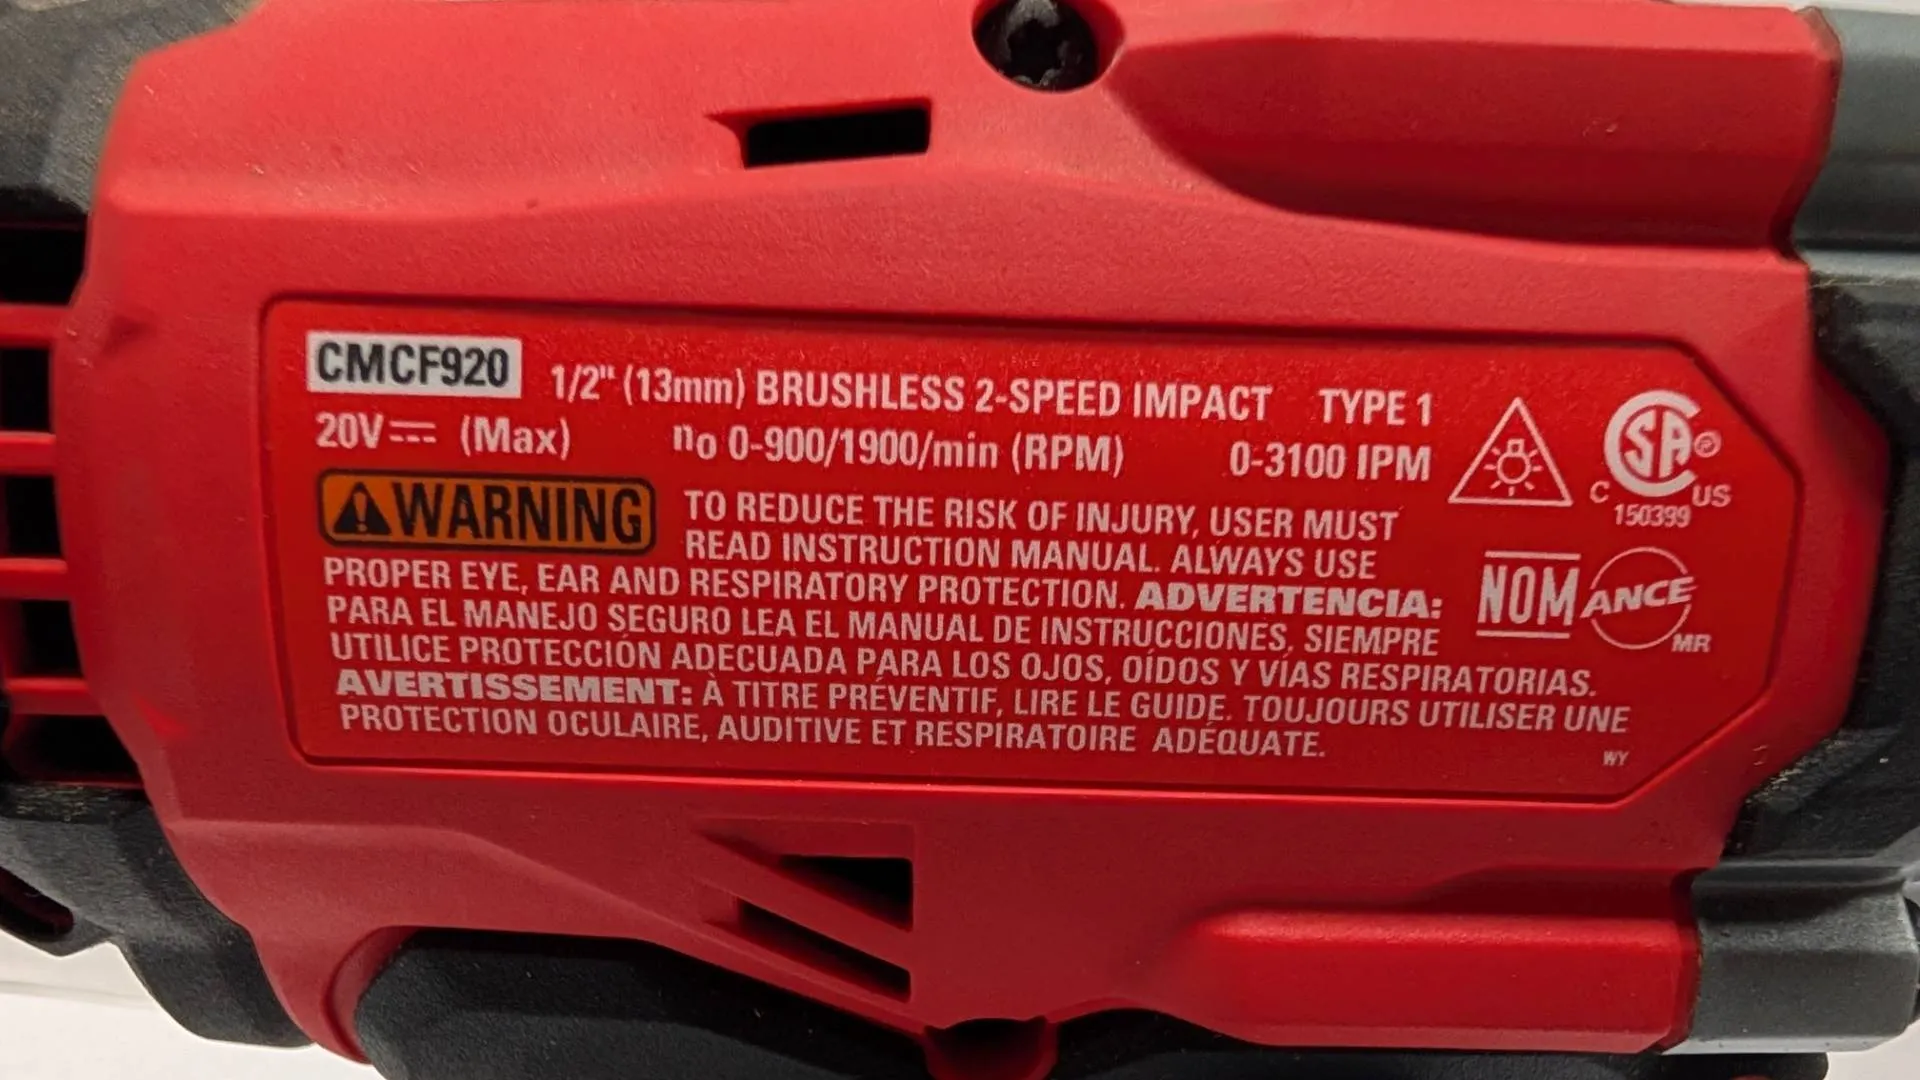 CMCF920 1/2" (13mm) BRUSHLESS 2-SPEED IMPACT TYPE 1
20V⎓ (Max) n₀ 0-900/1900/min (RPM) 0-3100 IPM
WARNING TO REDUCE THE RISK OF INJURY, USER MUST
READ INSTRUCTION MANUAL. ALWAYS USE
PROPER EYE, EAR AND RESPIRATORY PROTECTION. ADVERTENCIA:
PARA EL MANEJO SEGURO LEA EL MANUAL DE INSTRUCCIONES, SIEMPRE
UTILICE PROTECCIÓN ADECUADA PARA LOS OJOS, OÍDOS Y VÍAS RESPIRATORIAS.
AVERTISSEMENT: À TITRE PRÉVENTIF, LIRE LE GUIDE. TOUJOURS UTILISER UNE
PROTECTION OCULAIRE, AUDITIVE ET RESPIRATOIRE ADÉQUATE.
WY
CSA®
C US
150399
NOM ANCE
MR